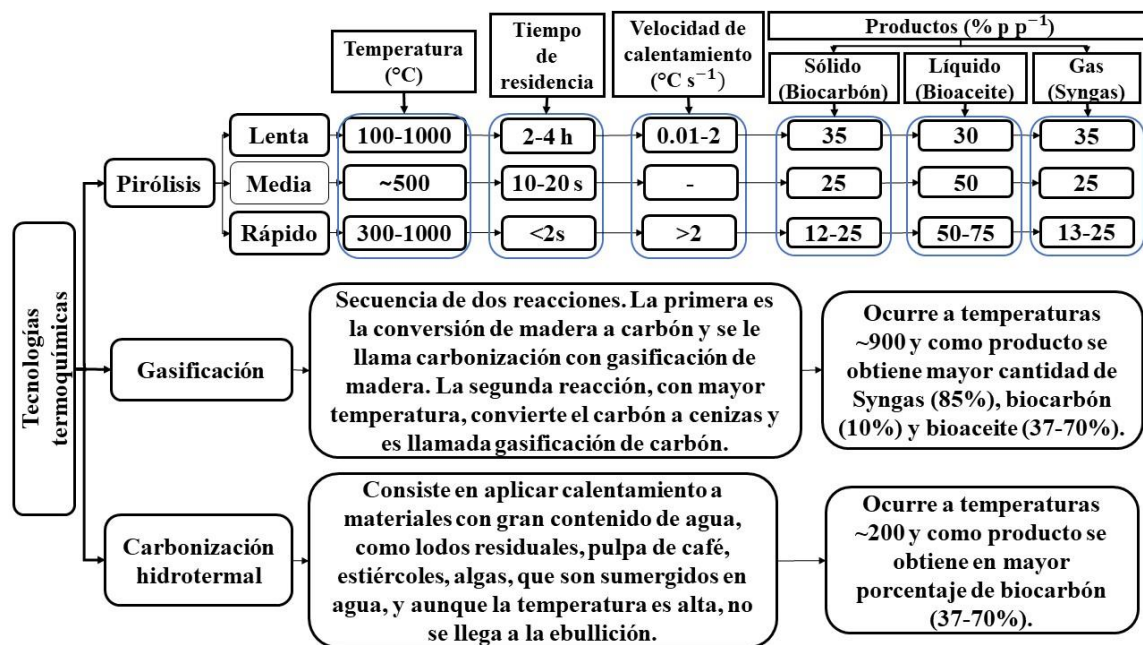 Productos (% p p⁻¹)
Temperatura
(°C)
Tiempo
de
residencia
Velocidad de
calentamiento
(°C s⁻¹)
Sólido
(Biocarbón)
Líquido
(Bioaceite)
Gas
(Syngas)
Tecnologías
termoquímicas
Pirólisis
Lenta
100-1000
2-4 h
0.01-2
35
30
35
Media
~500
10-20 s
-
25
50
25
Rápido
300-1000
<2s
>2
12-25
50-75
13-25
Gasificación
Secuencia de dos reacciones. La primera es
la conversión de madera a carbón y se le
llama carbonización con gasificación de
madera. La segunda reacción, con mayor
temperatura, convierte el carbón a cenizas y
es llamada gasificación de carbón.
Ocurre a temperaturas
~900 y como producto se
obtiene mayor cantidad de
Syngas (85%), biocarbón
(10%) y bioaceite (37-70%).
Carbonización
hidrotermal
Consiste en aplicar calentamiento a
materiales con gran contenido de agua,
como lodos residuales, pulpa de café,
estiércoles, algas, que son sumergidos en
agua, y aunque la temperatura es alta, no
se llega a la ebullición.
Ocurre a temperaturas
~200 y como producto se
obtiene en mayor
porcentaje de biocarbón
(37-70%).